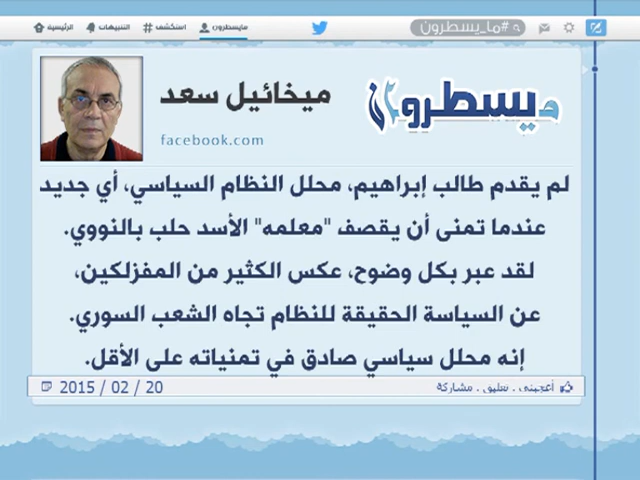 الرئيسية
التنبيهات
استكشف
مايسطرون
#ما_يسطرون
ما يسطرون
ميخائيل سعد
facebook.com
لم يقدم طالب إبراهيم، محلل النظام السياسي، أي جديد
عندما تمنى أن يقصف "معلمه" الأسد حلب بالنووي.
لقد عبر بكل وضوح، عكس الكثير من المفزلكين،
عن السياسة الحقيقة للنظام تجاه الشعب السوري.
إنه محلل سياسي صادق في تمنياته على الأقل.
أعجبني . تعليق . مشاركة
2015 / 02 / 20